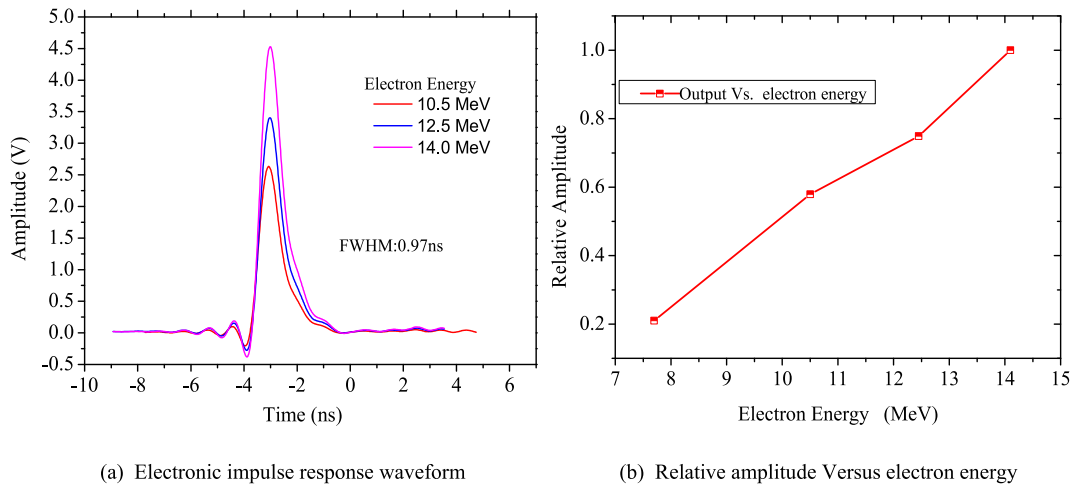 5.0
4.5
4.0
3.5
3.0
2.5
2.0
1.5
1.0
0.5
0.0
-0.5
Amplitude (V)
Electron Energy
10.5 MeV
12.5 MeV
14.0 MeV
FWHM:0.97ns
-10 -8 -6 -4 -2 0 2 4 6
Time (ns)
(a) Electronic impulse response waveform
1.0
0.8
0.6
0.4
0.2
Relative Amplitude
Output Vs. electron energy
7 8 9 10 11 12 13 14 15
Electron Energy (MeV)
(b) Relative amplitude Versus electron energy